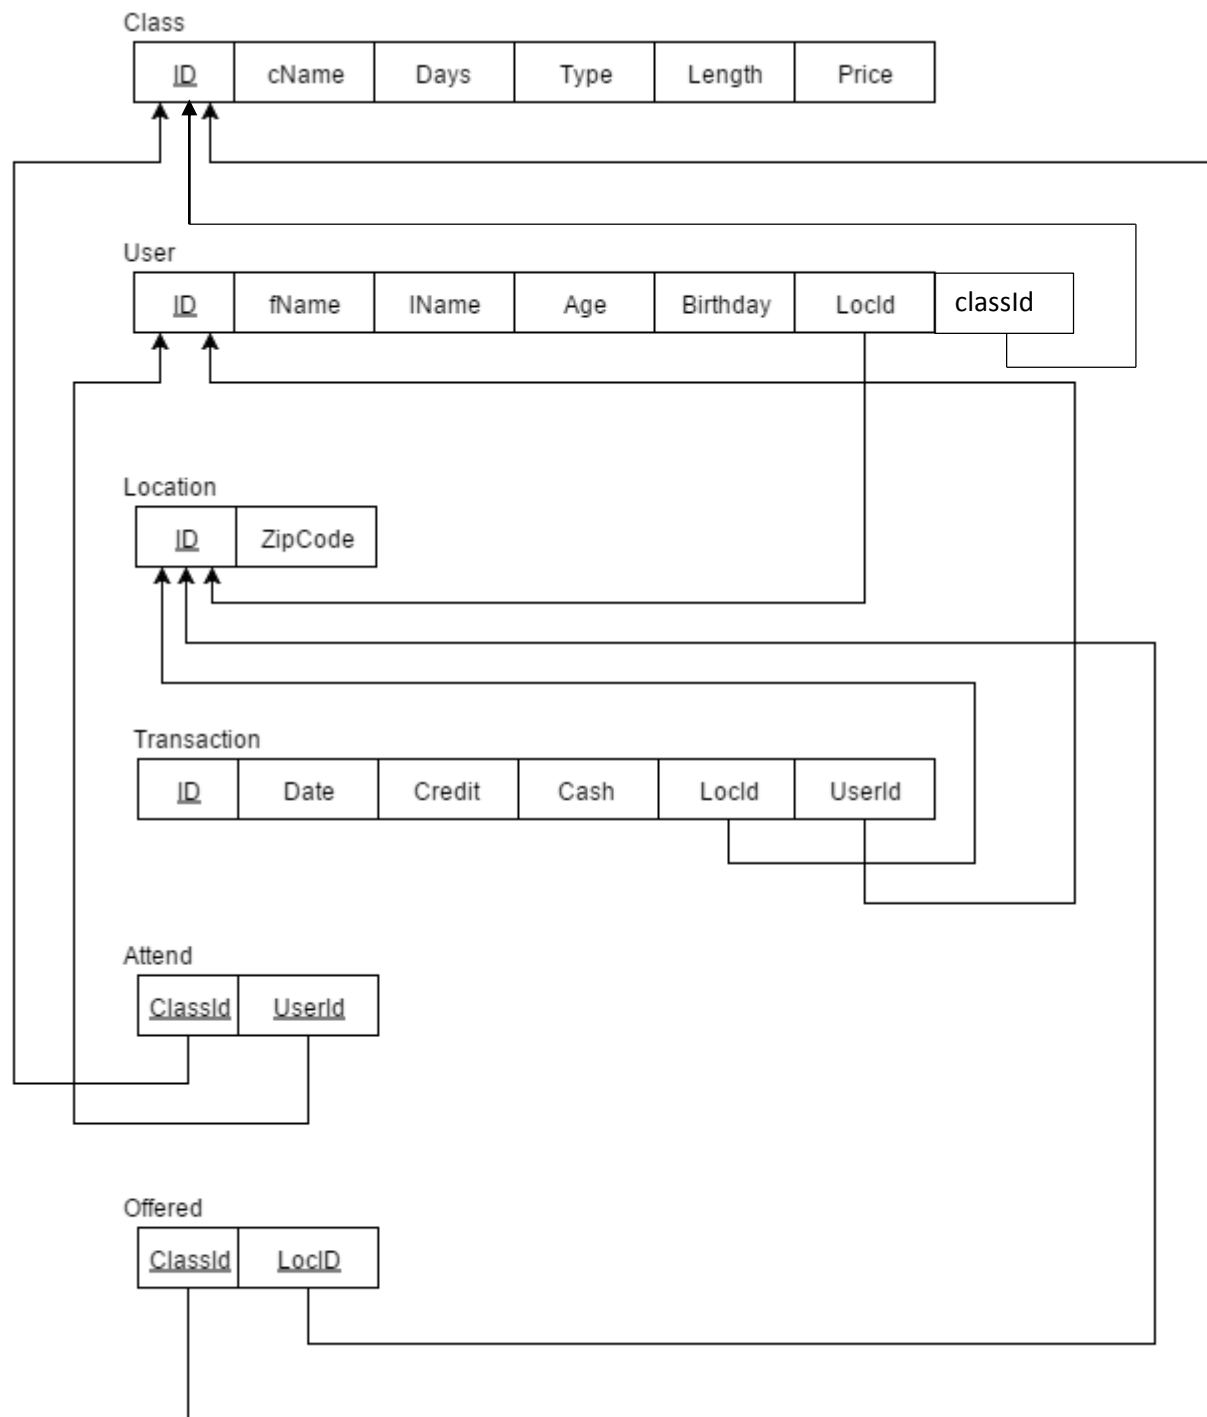 Class
ID cName Days Type Length Price
User
ID fName lName Age Birthday LocId classId
Location
ID ZipCode
Transaction
ID Date Credit Cash LocId UserId
Attend
ClassId UserId
Offered
ClassId LocID